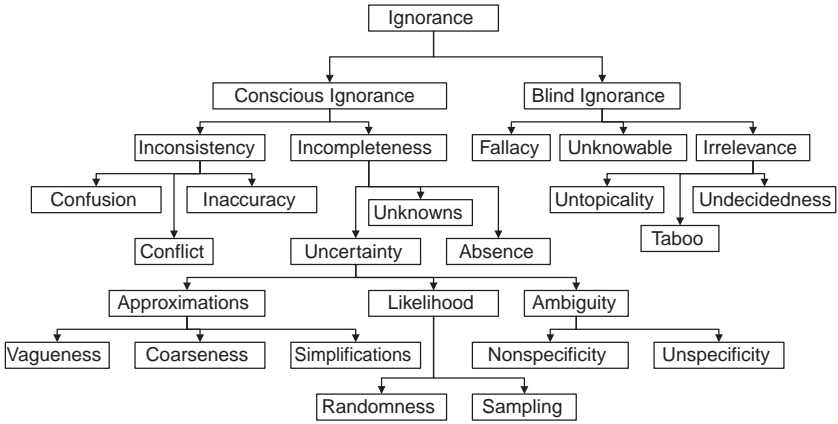 Ignorance
Conscious Ignorance
Blind Ignorance
Inconsistency
Incompleteness
Fallacy
Unknowable
Irrelevance
Confusion
Inaccuracy
Unknowns
Untopicality
Undecidedness
Conflict
Uncertainty
Absence
Taboo
Approximations
Likelihood
Ambiguity
Vagueness
Coarseness
Simplifications
Nonspecificity
Unspecificity
Randomness
Sampling